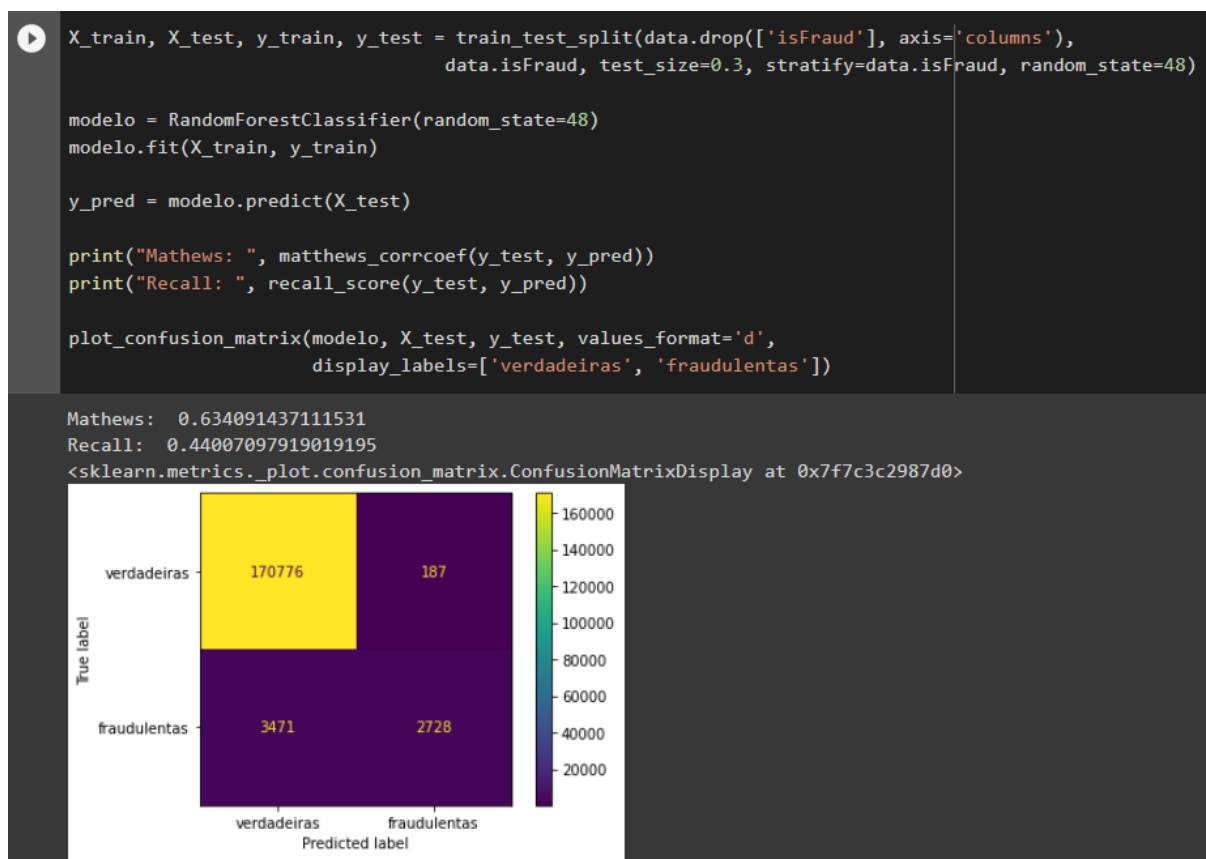 X_train, X_test, y_train, y_test = train_test_split(data.drop(['isFraud'], axis='columns'),
data.isFraud, test_size=0.3, stratify=data.isFraud, random_state=48)
modelo = RandomForestClassifier(random_state=48)
modelo.fit(X_train, y_train)
y_pred = modelo.predict(X_test)
print("Mathews: ", matthews_corrcoef(y_test, y_pred))
print("Recall: ", recall_score(y_test, y_pred))
plot_confusion_matrix(modelo, X_test, y_test, values_format='d',
display_labels=['verdadeiras', 'fraudulentas'])
Mathews:  0.634091437111531
Recall:  0.44007097919019195
<sklearn.metrics._plot.confusion_matrix.ConfusionMatrixDisplay at 0x7f7c3c2987d0>
verdadeiras
170776
187
fraudulentas
3471
2728
True label
verdadeiras
fraudulentas
Predicted label
160000
140000
120000
100000
80000
60000
40000
20000